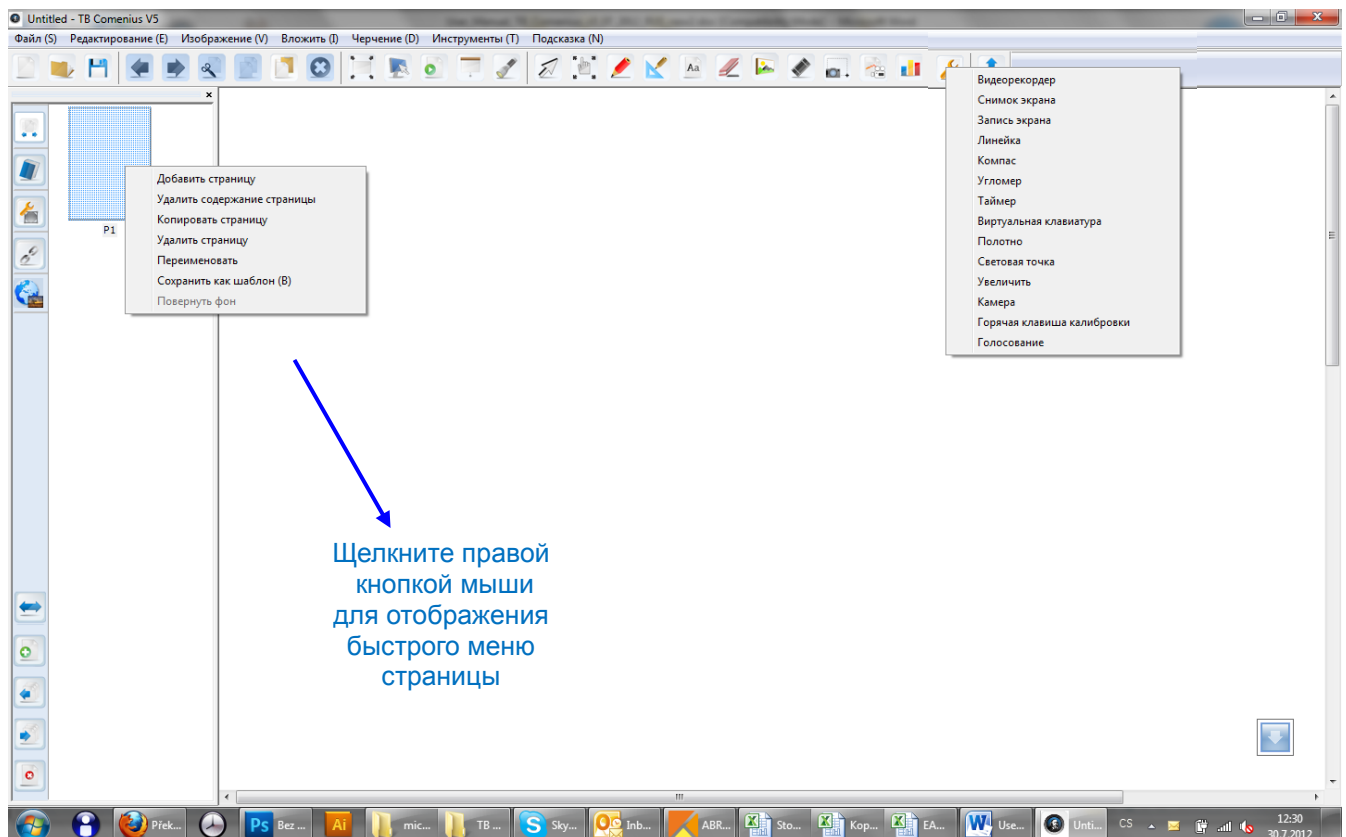 Untitled - TB Comenius V5
Файл (S) Редактирование (E) Изображение (V) Вложить (I) Черчение (D) Инструменты (T) Подсказка (N)
Aa
P1
Добавить страницу
Удалить содержание страницы
Копировать страницу
Удалить страницу
Переименовать
Сохранить как шаблон (B)
Повернуть фон
Видеорекордер
Снимок экрана
Запись экрана
Линейка
Компас
Угломер
Таймер
Виртуальная клавиатура
Полотно
Световая точка
Увеличить
Камера
Горячая клавиша калибровки
Голосование
Щелкните правой
кнопкой мыши
для отображения
быстрого меню
страницы
Přek... Ps Bez ... Ai mic... TB ... S Sky... Inb... ABR... Sto... Kop... EA... W Use... Unti... CS 12:30
30.7.2012